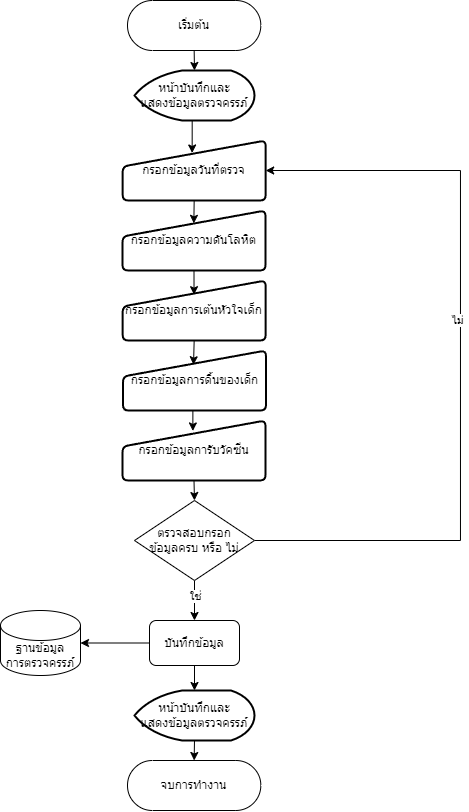 เริ่มต้น
หน้าบันทึกและ
แสดงข้อมูลตรวจครรภ์
กรอกข้อมูลวันที่ตรวจ
กรอกข้อมูลความดันโลหิต
กรอกข้อมูลการเต้นหัวใจเด็ก
กรอกข้อมูลการดิ้นของเด็ก
กรอกข้อมูลการับวัคซีน
ตรวจสอบกรอก
ข้อมูลครบ หรือ ไม่
ไม่
ใช่
บันทึกข้อมูล
ฐานข้อมูล
การตรวจครรภ์
หน้าบันทึกและ
แสดงข้อมูลตรวจครรภ์
จบการทำงาน